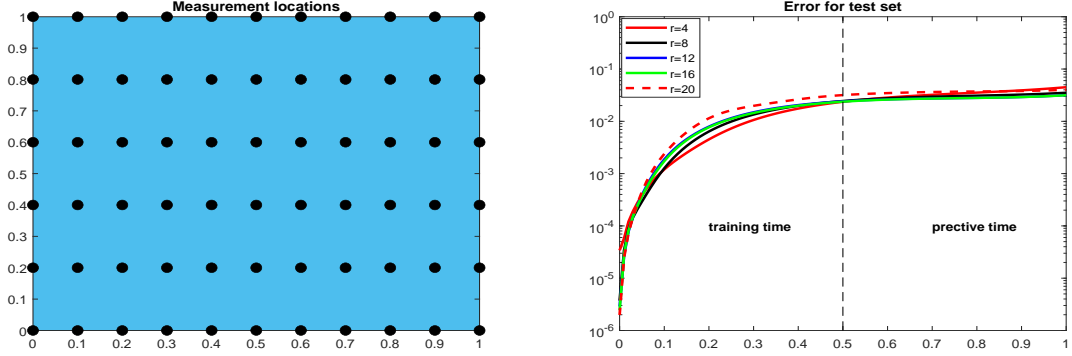 Measurement locations
1
0.9
0.8
0.7
0.6
0.5
0.4
0.3
0.2
0.1
0
0 0.1 0.2 0.3 0.4 0.5 0.6 0.7 0.8 0.9 1
Error for test set
10^0
10^-1
10^-2
10^-3
10^-4
10^-5
10^-6
r=4
r=8
r=12
r=16
r=20
training time
prective time
0 0.1 0.2 0.3 0.4 0.5 0.6 0.7 0.8 0.9 1